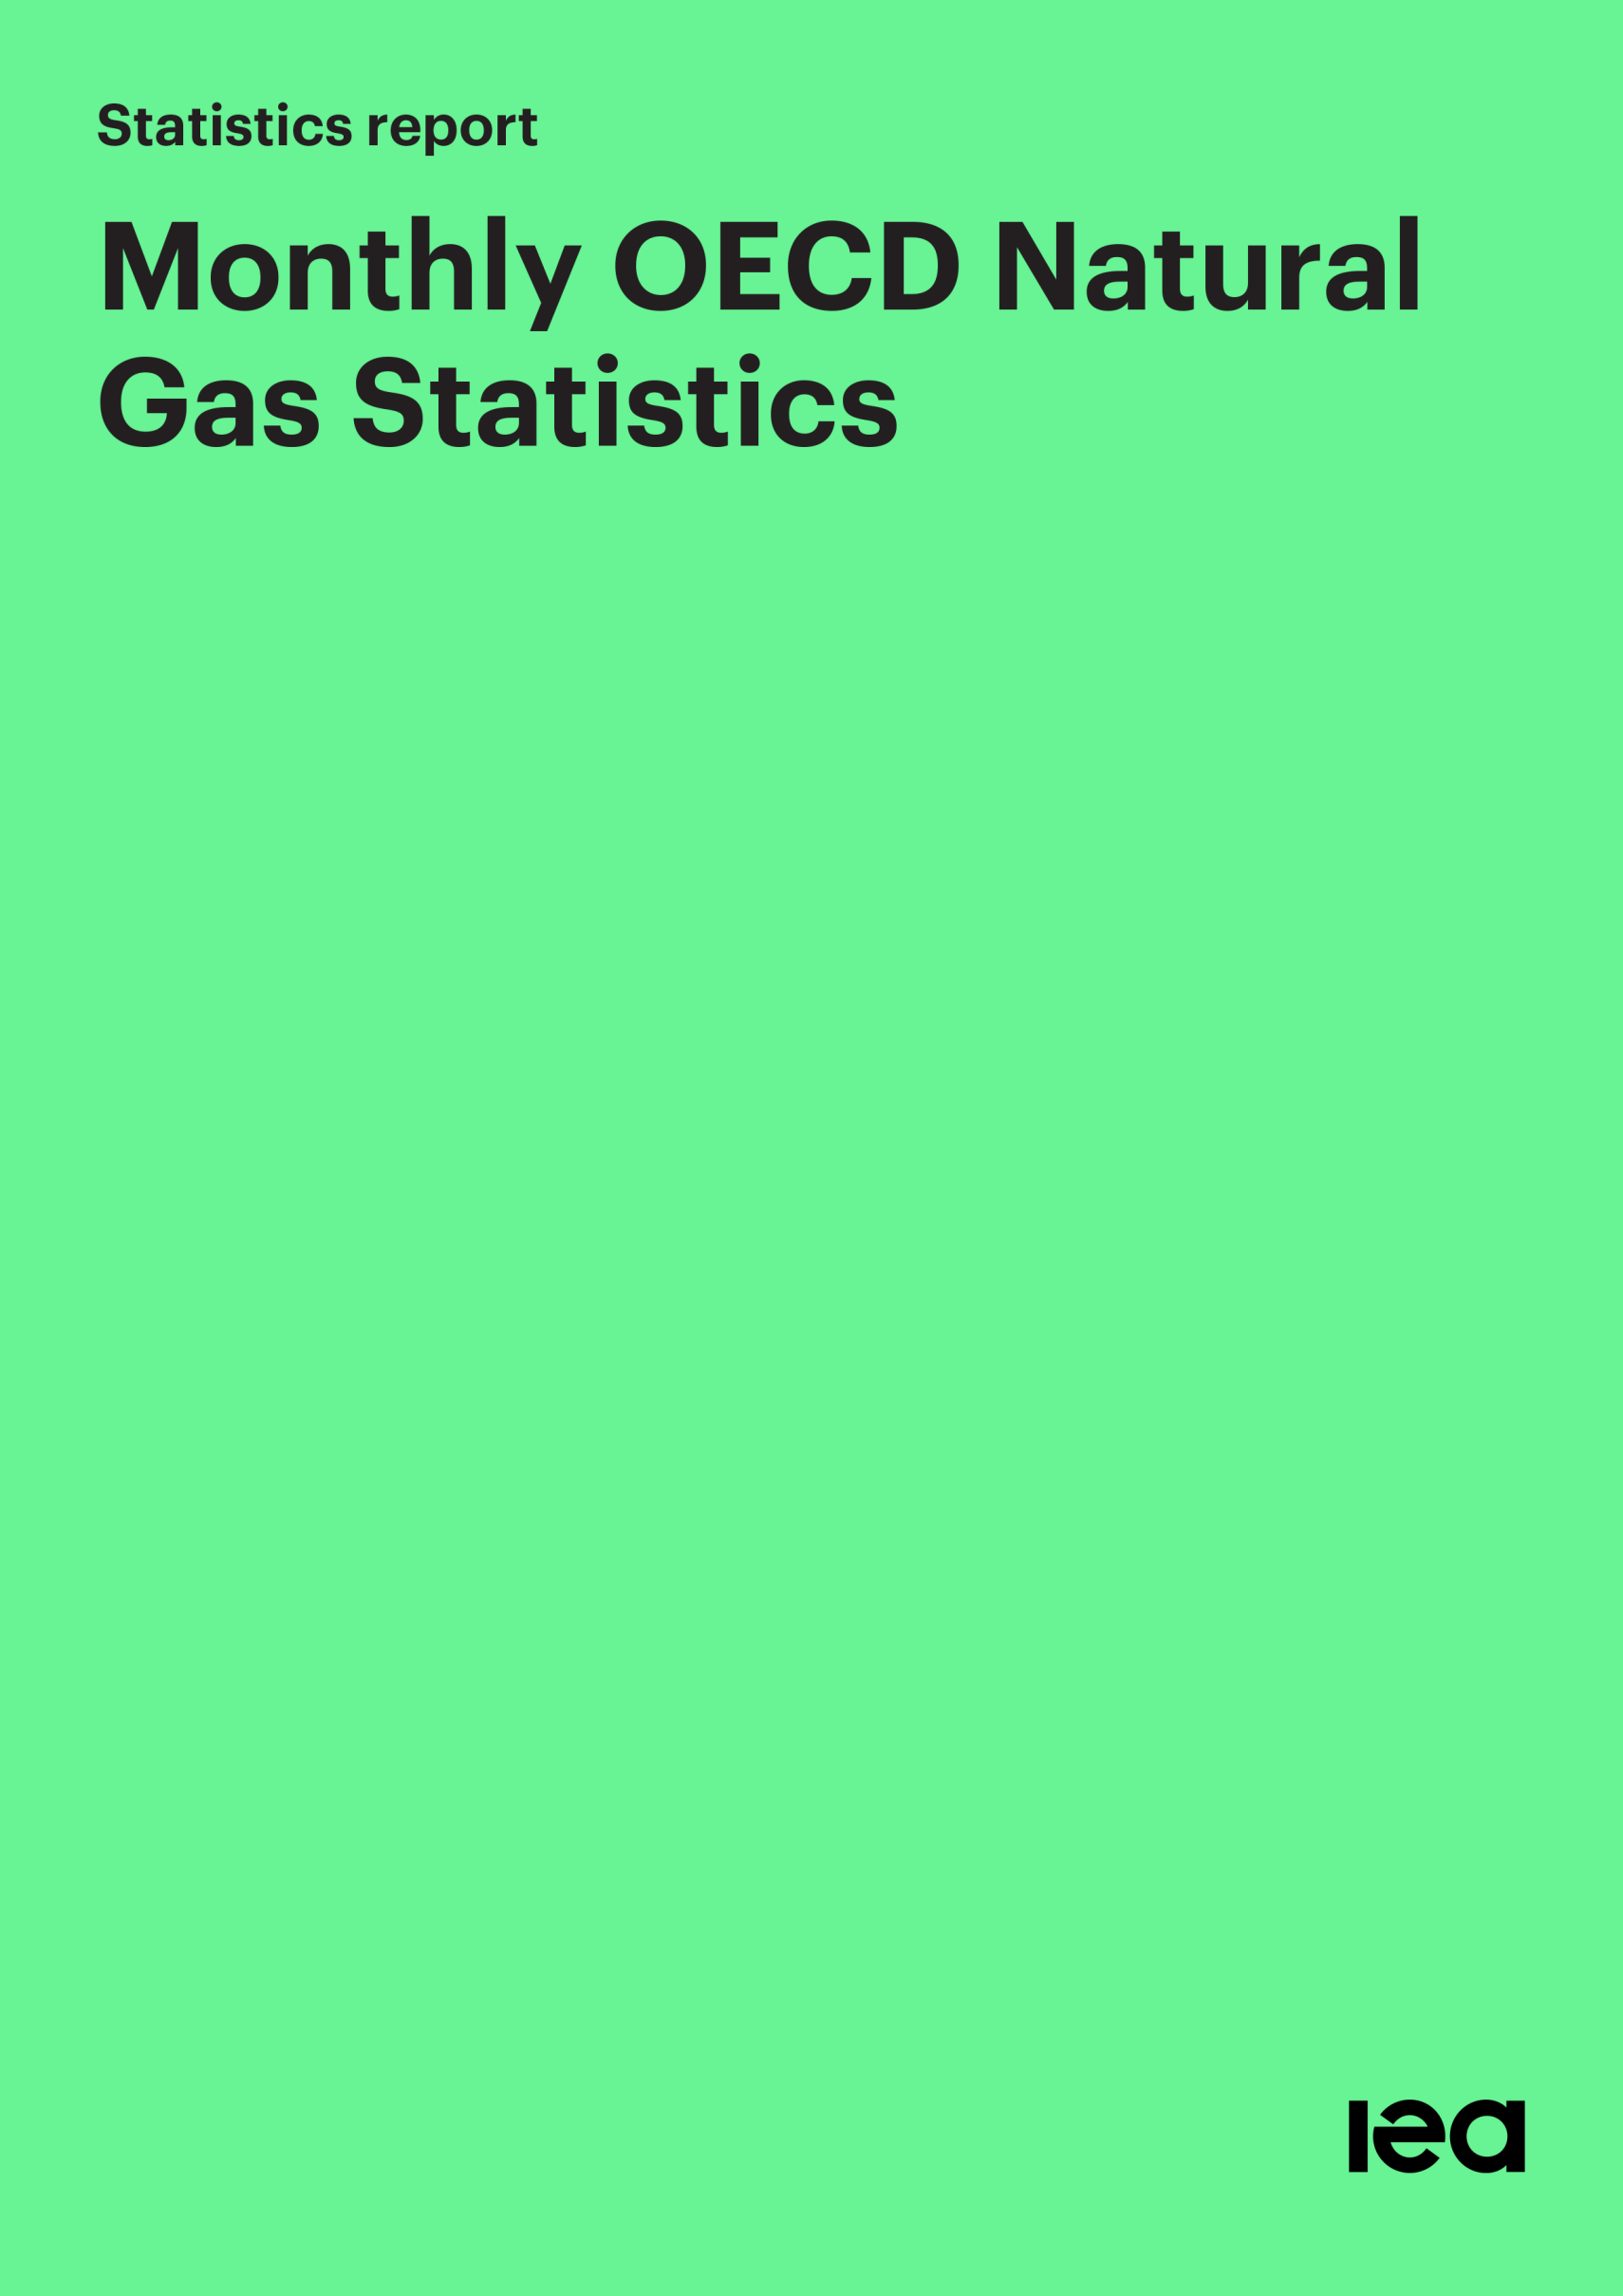 Statistics report
Monthly OECD Natural
Gas Statistics
iea